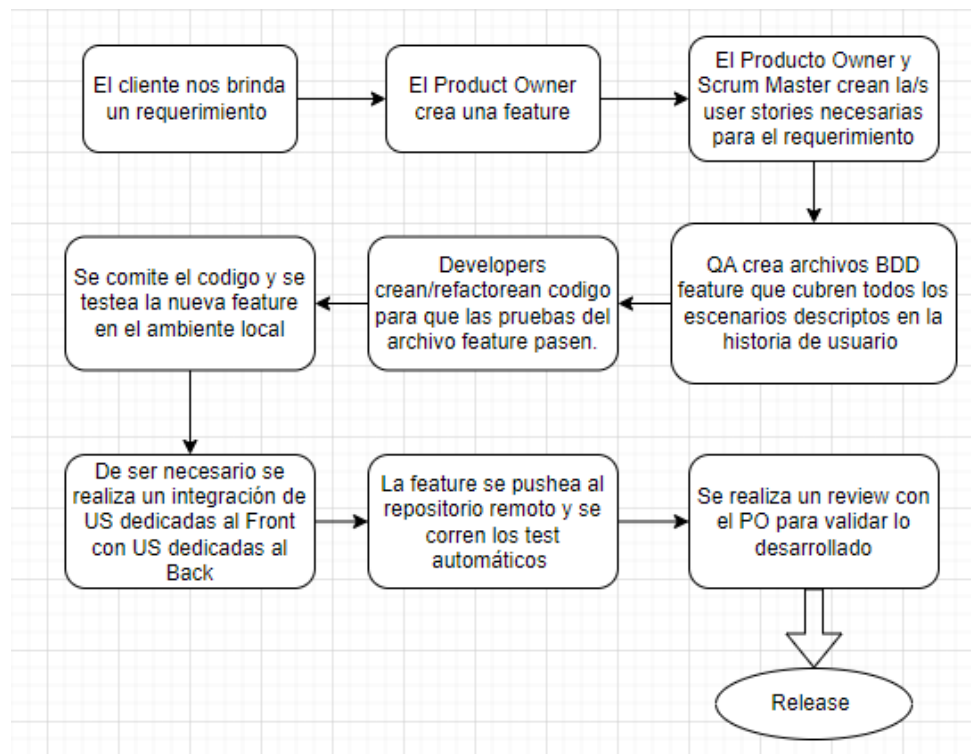 El cliente nos brinda
un requerimiento
El Product Owner
crea una feature
El Producto Owner y
Scrum Master crean la/s
user stories necesarias
para el requerimiento
QA crea archivos BDD
feature que cubren todos los
escenarios descriptos en la
historia de usuario
Developers
crean/refactorean codigo
para que las pruebas del
archivo feature pasen.
Se comite el codigo y se
testea la nueva feature
en el ambiente local
De ser necesario se
realiza un integración de
US dedicadas al Front
con US dedicadas al
Back
La feature se pushea al
repositorio remoto y se
corren los test
automáticos
Se realiza un review con
el PO para validar lo
desarrollado
Release